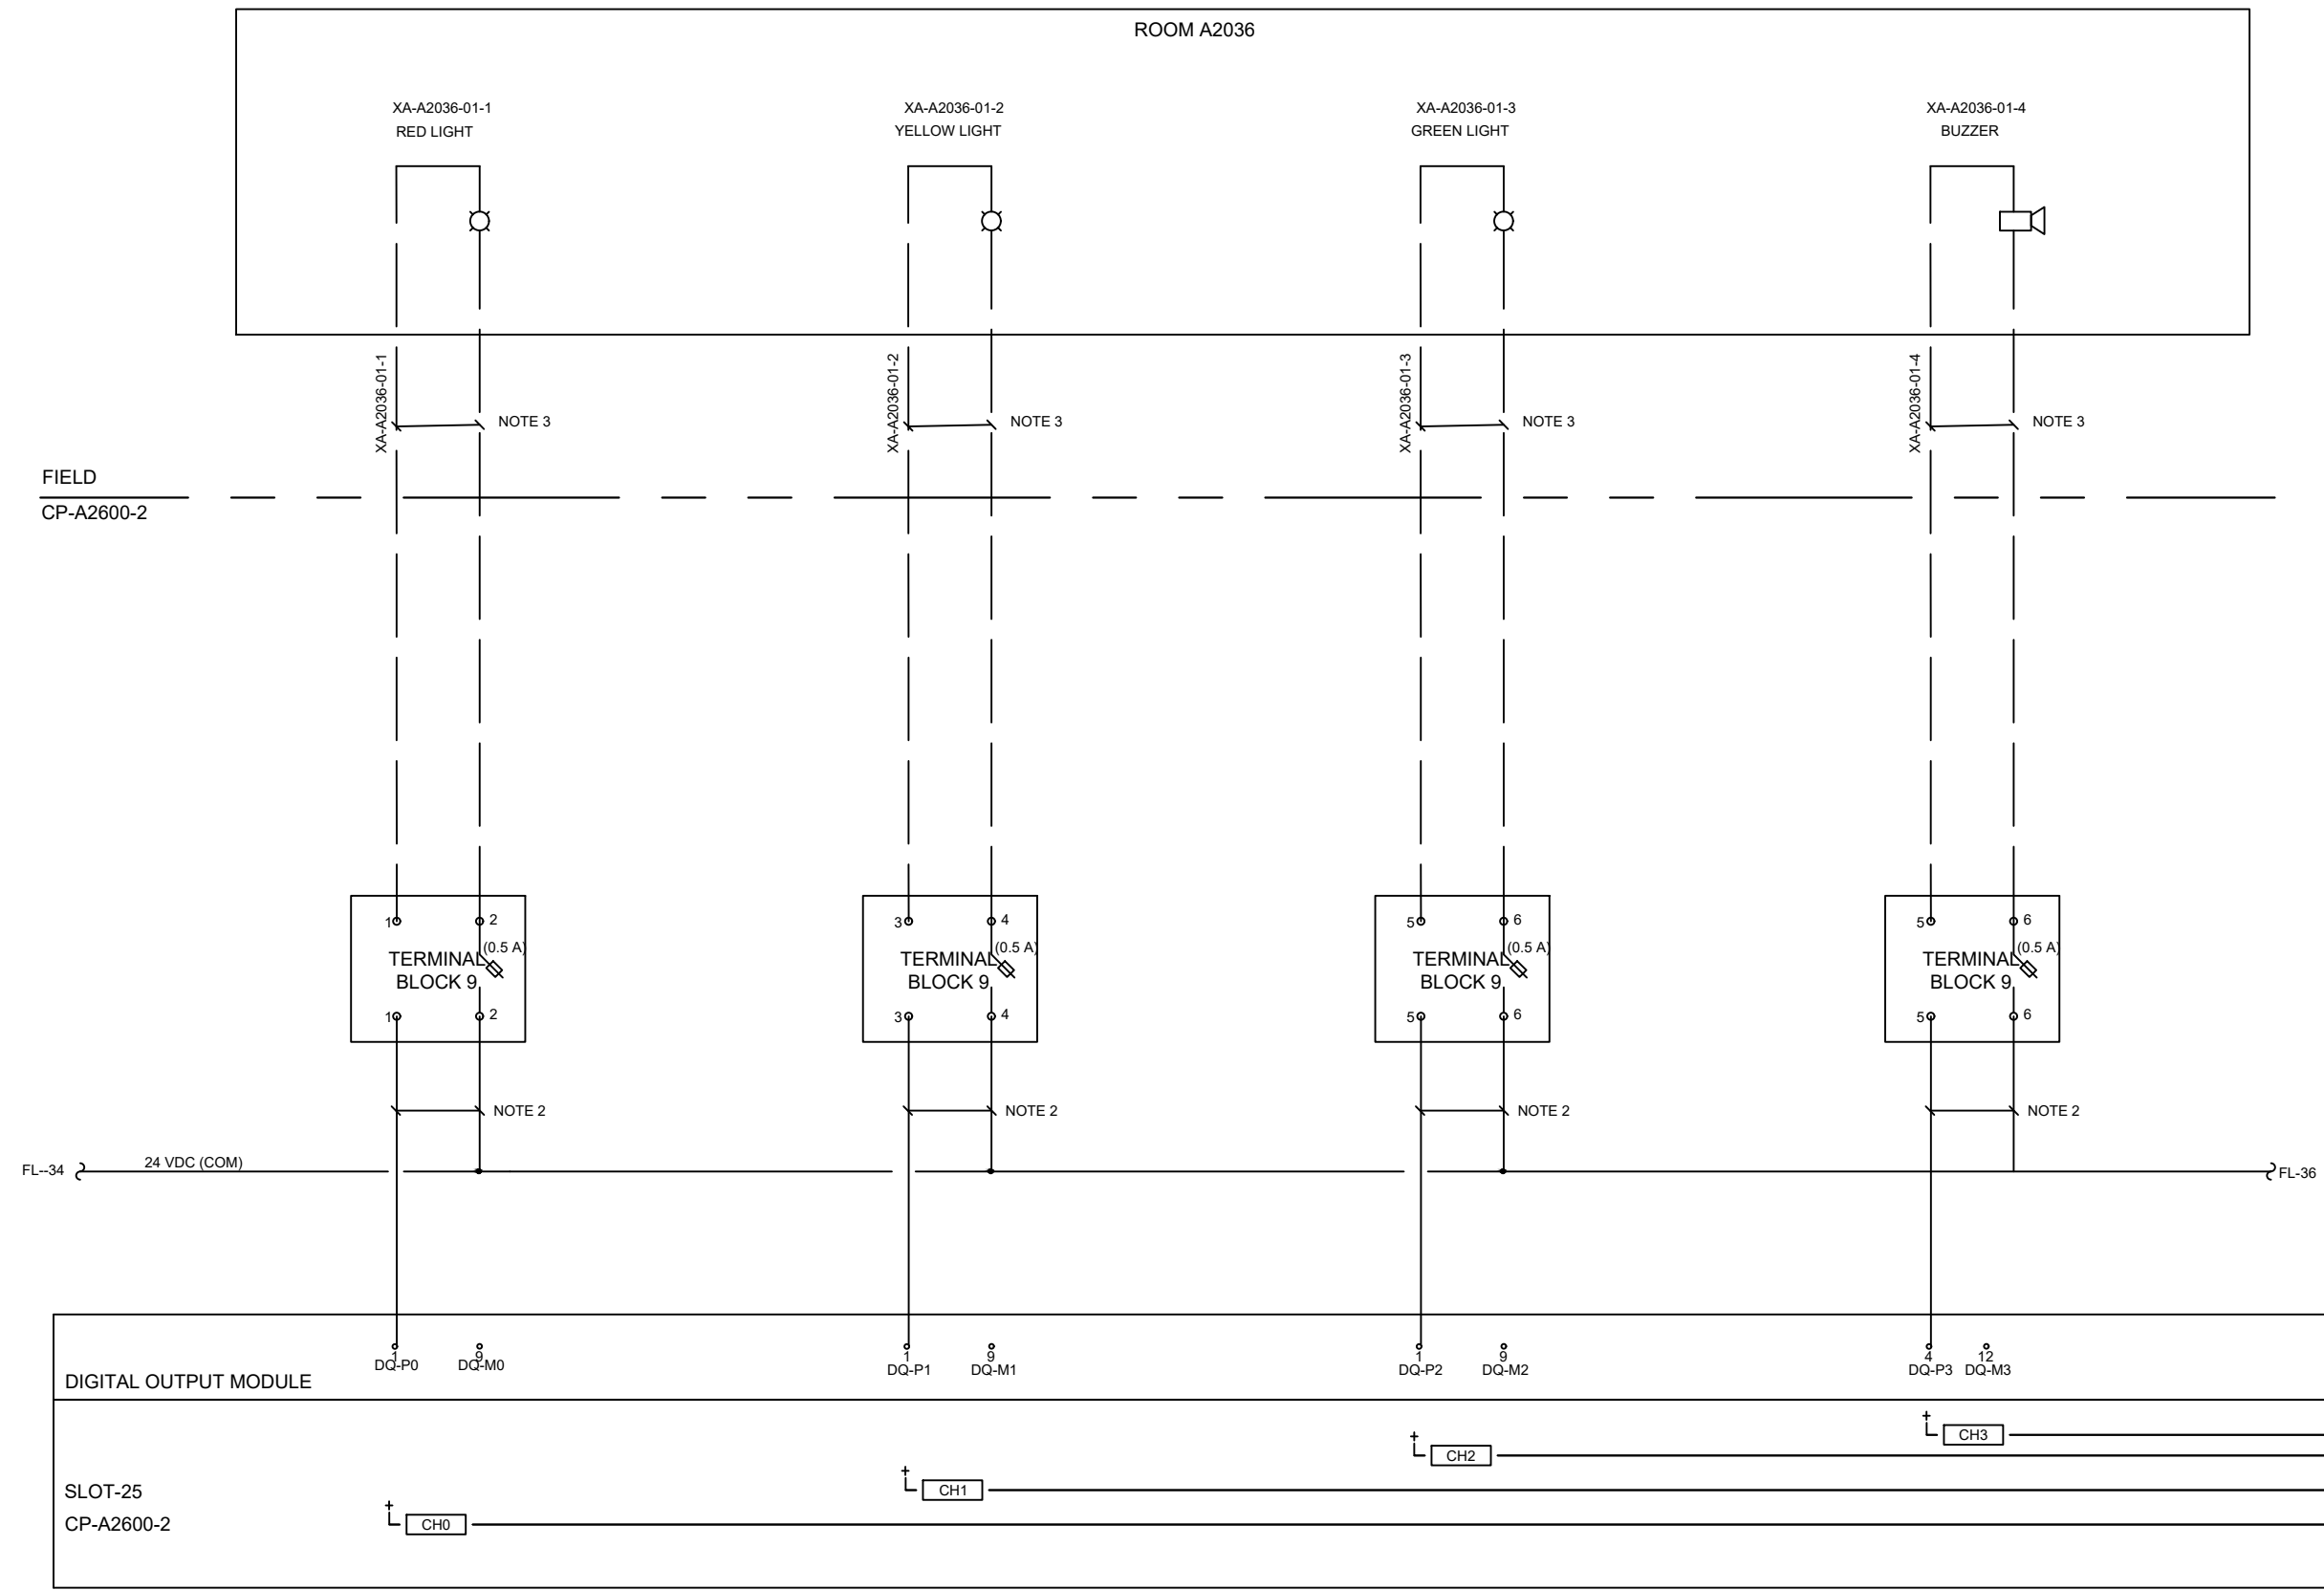 ROOM A2036
XA-A2036-01-1
RED LIGHT
XA-A2036-01-2
YELLOW LIGHT
XA-A2036-01-3
GREEN LIGHT
XA-A2036-01-4
BUZZER
XA-A2036-01-1
NOTE 3
XA-A2036-01-2
NOTE 3
XA-A2036-01-3
NOTE 3
XA-A2036-01-4
NOTE 3
FIELD
CP-A2600-2
1 2
(0.5 A)
TERMINAL
BLOCK 9
1 2
3 4
(0.5 A)
TERMINAL
BLOCK 9
3 4
5 6
(0.5 A)
TERMINAL
BLOCK 9
5 6
5 6
(0.5 A)
TERMINAL
BLOCK 9
5 6
NOTE 2
NOTE 2
NOTE 2
NOTE 2
FL--34
24 VDC (COM)
FL-36
1 9
DQ-P0 DQ-M0
1 9
DQ-P1 DQ-M1
1 9
DQ-P2 DQ-M2
4 12
DQ-P3 DQ-M3
DIGITAL OUTPUT MODULE
+
CH3
+
CH2
+
CH1
SLOT-25
+
CH0
CP-A2600-2